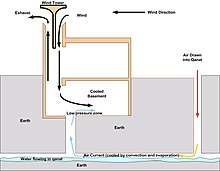 Wind Tower
Exhaust
Wind
Wind Direction
Air Drawn
into Qanat
Cooled
Basement
Low pressure zone
Earth
Earth
Air Current (cooled by convection and evaporation)
Water flowing in qanat
Earth